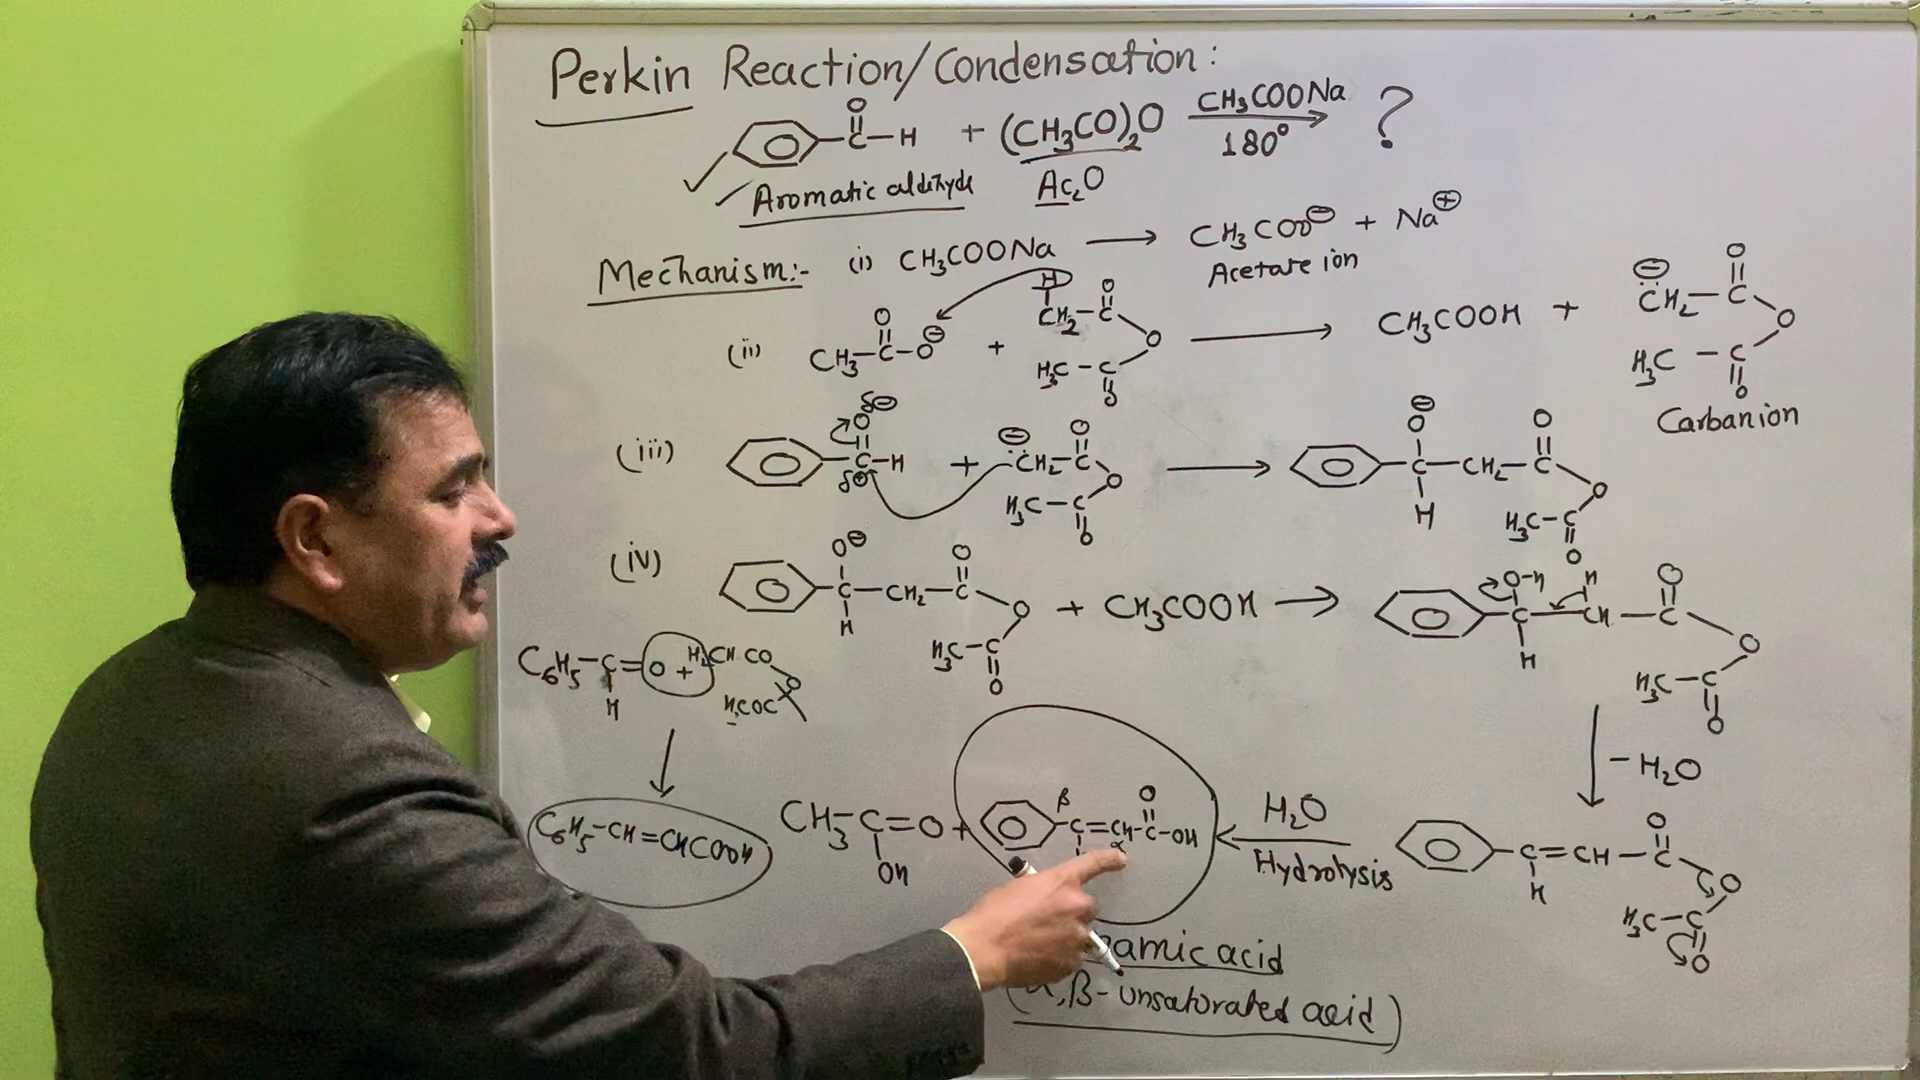 Perkin Reaction/Condensation:
O
C-H + (CH3CO)2O CH3COONa 180° ?
Aromatic aldehyde Ac2O
Mechanism:- (i) CH3COONa → CH3COO⊖ + Na⊕
Acetate ion
(ii) CH3-C-O⊖ + H CH2-C O H3C-C O → CH3COOH + ⊖CH2-C O H3C-C O
Carbanion
(iii) δ⊖ O C-H δ⊕ + ⊖CH2-C O H3C-C O → ⊖ O C-CH2-C O H H3C-C O
(iv) O⊖ C-CH2-C O H H3C-C O + CH3COOH → O-H H C-CH-C O H H3C-C O
C6H5-C=O + H2CH CO O
H H3COC
-H2O
C6H5-CH=CHCOOH CH3-C=O + β C=CH-C-OH α O H2O
OH Hydrolysis C=CH-C O H H3C-C O
amic acid
α,β-unsaturated acid)